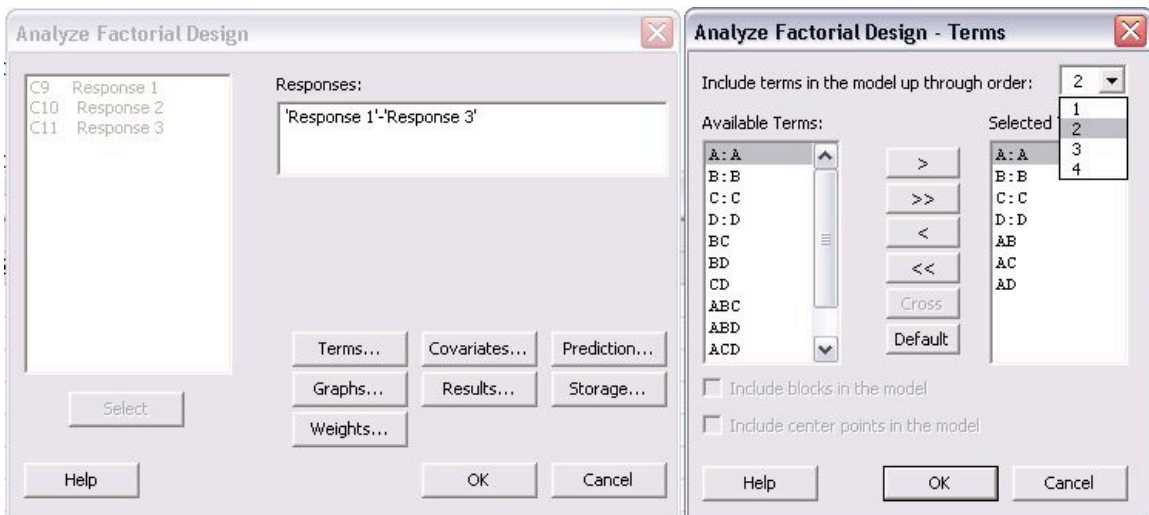 Analyze Factorial Design
C9 Response 1
C10 Response 2
C11 Response 3
Responses:
'Response 1'-'Response 3'
Terms...
Covariates...
Prediction...
Graphs...
Results...
Storage...
Weights...
Select
Help
OK
Cancel
Analyze Factorial Design - Terms
Include terms in the model up through order:
2
1
2
3
4
Available Terms:
A:A
B:B
C:C
D:D
BC
BD
CD
ABC
ABD
ACD
>
>>
<
<<
Cross
Default
Selected
A:A
B:B
C:C
D:D
AB
AC
AD
Include blocks in the model
Include center points in the model
Help
OK
Cancel